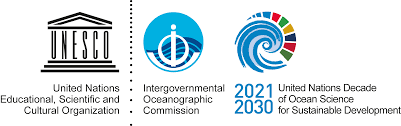 UNESCO
United Nations
Educational, Scientific and
Cultural Organization
Intergovernmental
Oceanographic
Commission
2021
2030
United Nations Decade
of Ocean Science
for Sustainable Development